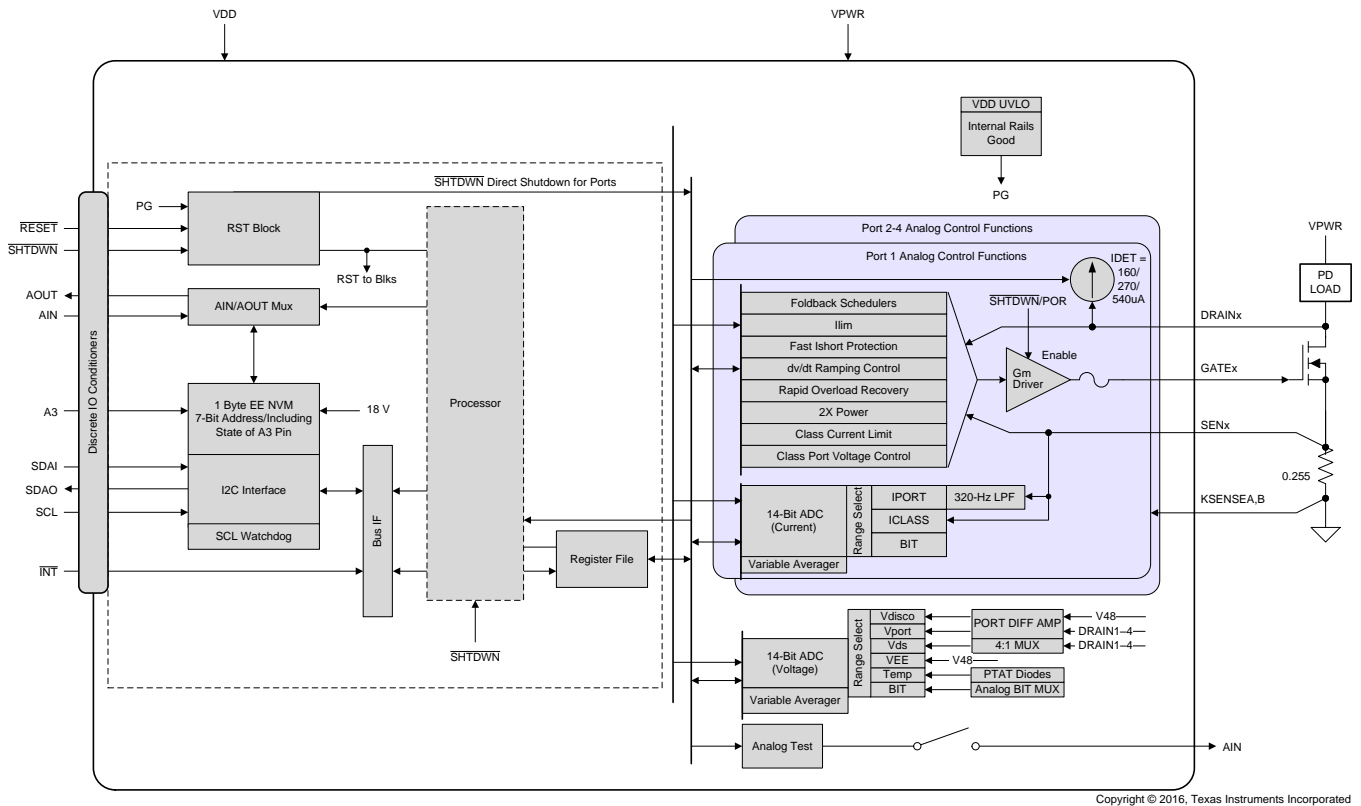 VDD
VPWR
VDD UVLO
Internal Rails
Good
PG
SHTDWN Direct Shutdown for Ports
PG
RESET
SHTDWN
RST Block
RST to Blks
AOUT
AIN
AIN/AOUT Mux
Discrete IO Conditioners
A3
1 Byte EE NVM
7-Bit Address/Including
State of A3 Pin
18 V
SDAI
SDAO
SCL
I2C Interface
SCL Watchdog
INT
Bus IF
Processor
Register File
SHTDWN
Port 2-4 Analog Control Functions
Port 1 Analog Control Functions
IDET =
160/
270/
540uA
Foldback Schedulers
Ilim
Fast Ishort Protection
dv/dt Ramping Control
Rapid Overload Recovery
2X Power
Class Current Limit
Class Port Voltage Control
SHTDWN/POR
Enable
Gm
Driver
VPWR
PD
LOAD
DRAINx
GATEx
SENx
0.255
KSENSEA,B
14-Bit ADC
(Current)
Variable Averager
Range Select
IPORT
320-Hz LPF
ICLASS
BIT
14-Bit ADC
(Voltage)
Variable Averager
Range Select
Vdisco
Vport
Vds
VEE
Temp
BIT
PORT DIFF AMP
4:1 MUX
V48
DRAIN1–4
DRAIN1–4
V48
PTAT Diodes
Analog BIT MUX
Analog Test
AIN
Copyright © 2016, Texas Instruments Incorporated